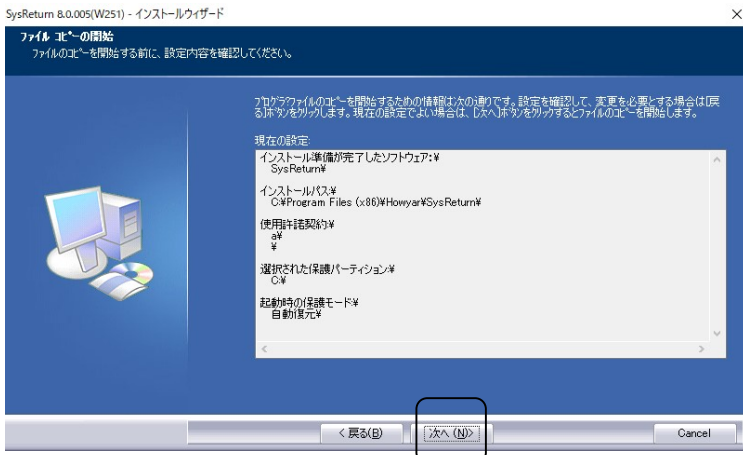 SysReturn 8.0.005(W251) - インストールウィザード
ファイル コピーの開始
ファイルのコピーを開始する前に、設定内容を確認してください。
プログラマファイルのコピーを開始するための情報は次の通りです。設定を確認して、変更を必要とする場合は[戻
る]ボタンをクリックします。現在の設定でよい場合は、[次へ]ボタンをクリックするとファイルのコピーを開始します。
現在の設定:
インストール準備が完了したソフトウェア:¥
SysReturn¥
インストールパス:¥
C:¥Program Files (x86)¥Howyar¥SysReturn¥
使用許諾契約:¥
a¥
¥
選択された保護パーティション:¥
C:¥
起動時の保護モード:¥
自動復元¥
< 戻る(B)
次へ (N)>
Cancel